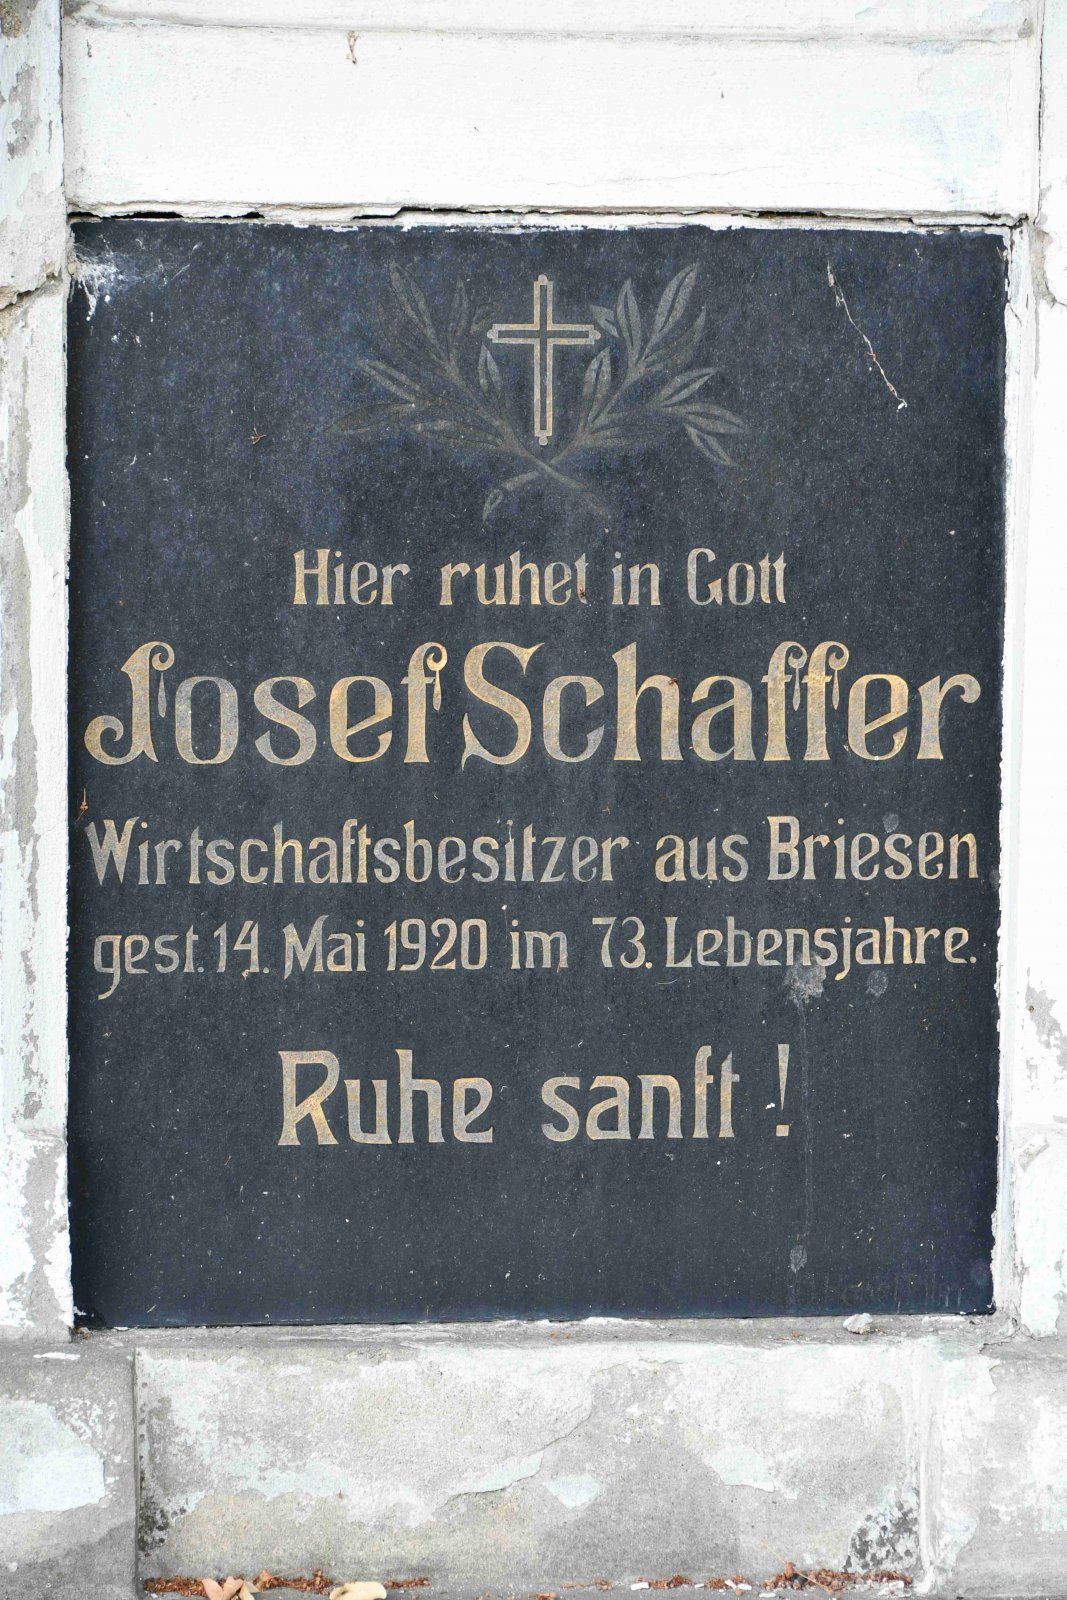 Hier ruhet in Gott
Josef Schaffer
Wirtschaftsbesitzer aus Briesen
gest. 14. Mai 1920 im 73. Lebensjahre.
Ruhe sanft !